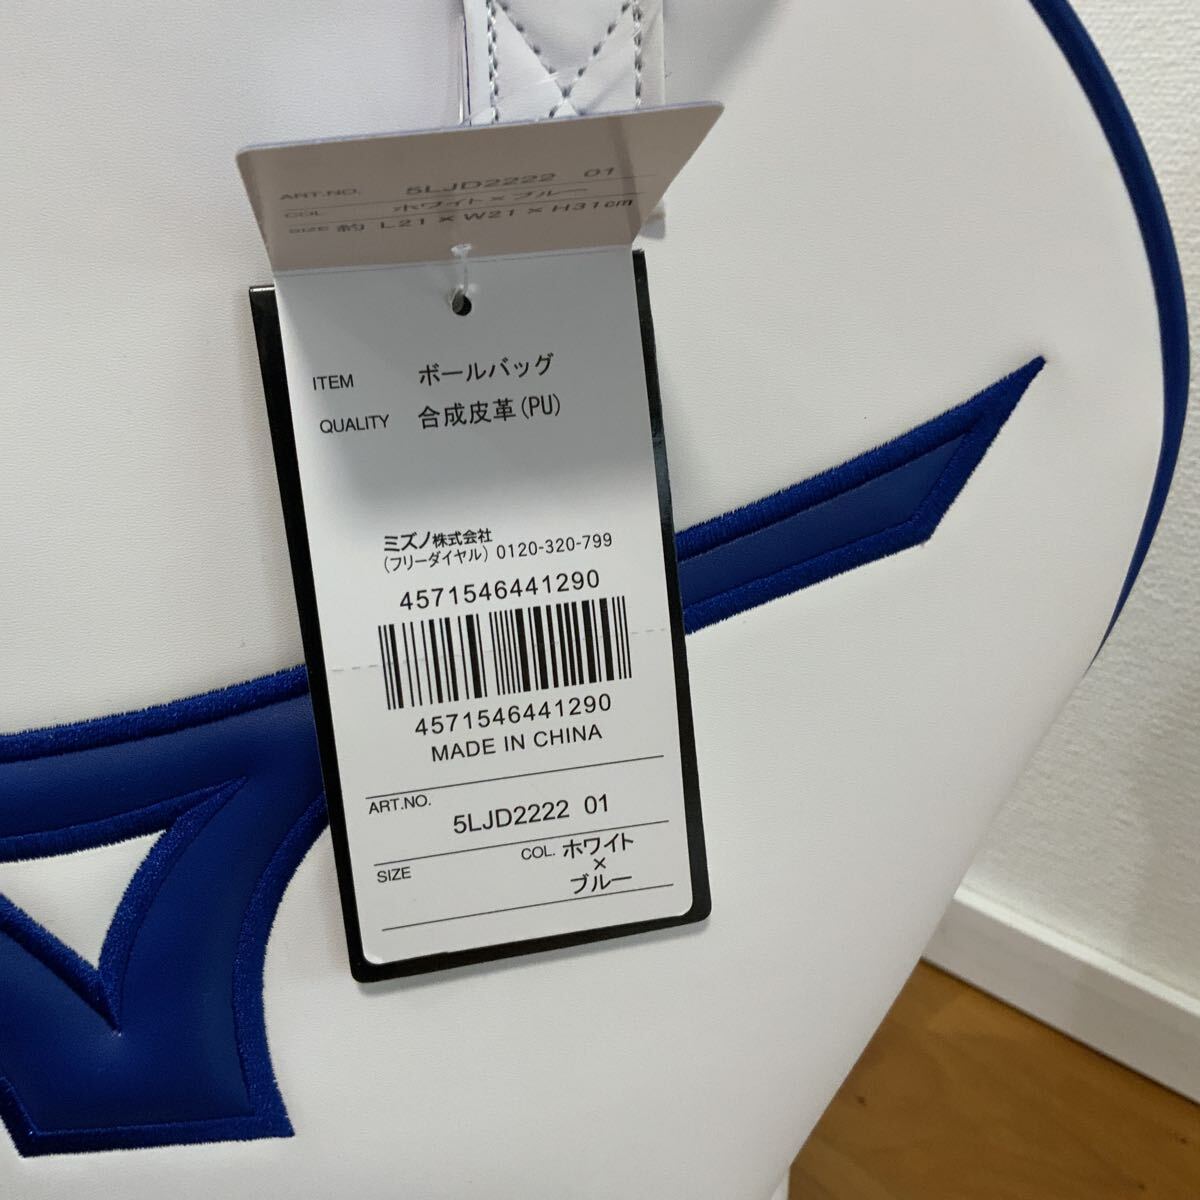 ART.NO. 5LJD2222 01
COL ホワイト×ブルー
SIZE 約 L21×W21×H31cm
ITEM ボールバッグ
QUALITY 合成皮革(PU)
ミズノ株式会社
(フリーダイヤル) 0120-320-799
4571546441290
4571546441290
MADE IN CHINA
ART.NO.
5LJD2222 01
SIZE COL. ホワイト
×
ブルー